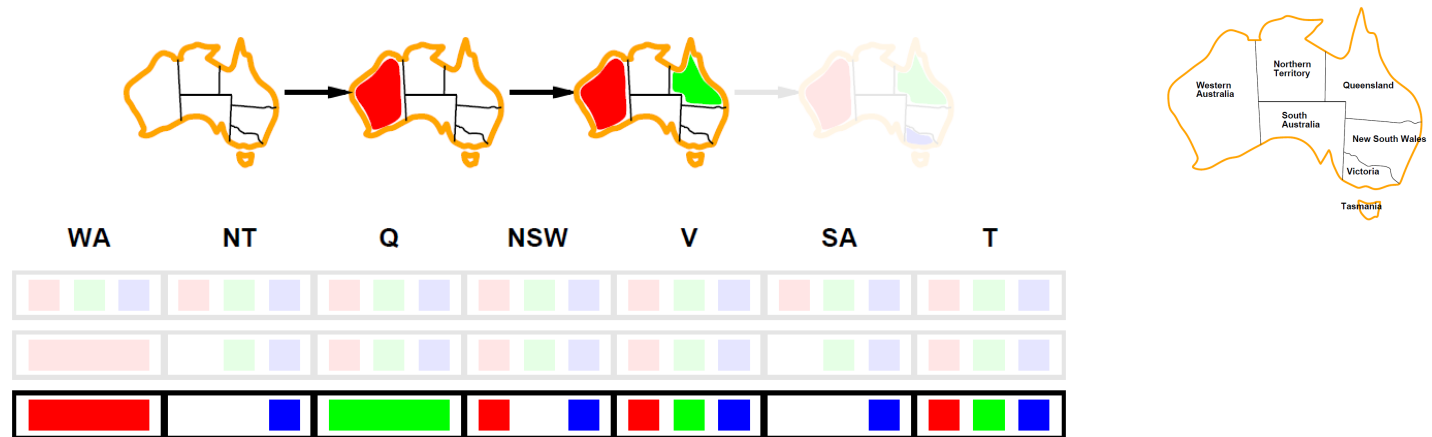 Northern
Territory
Western
Australia
Queensland
South
Australia
New South Wales
Victoria
Tasmania
WA NT Q NSW V SA T